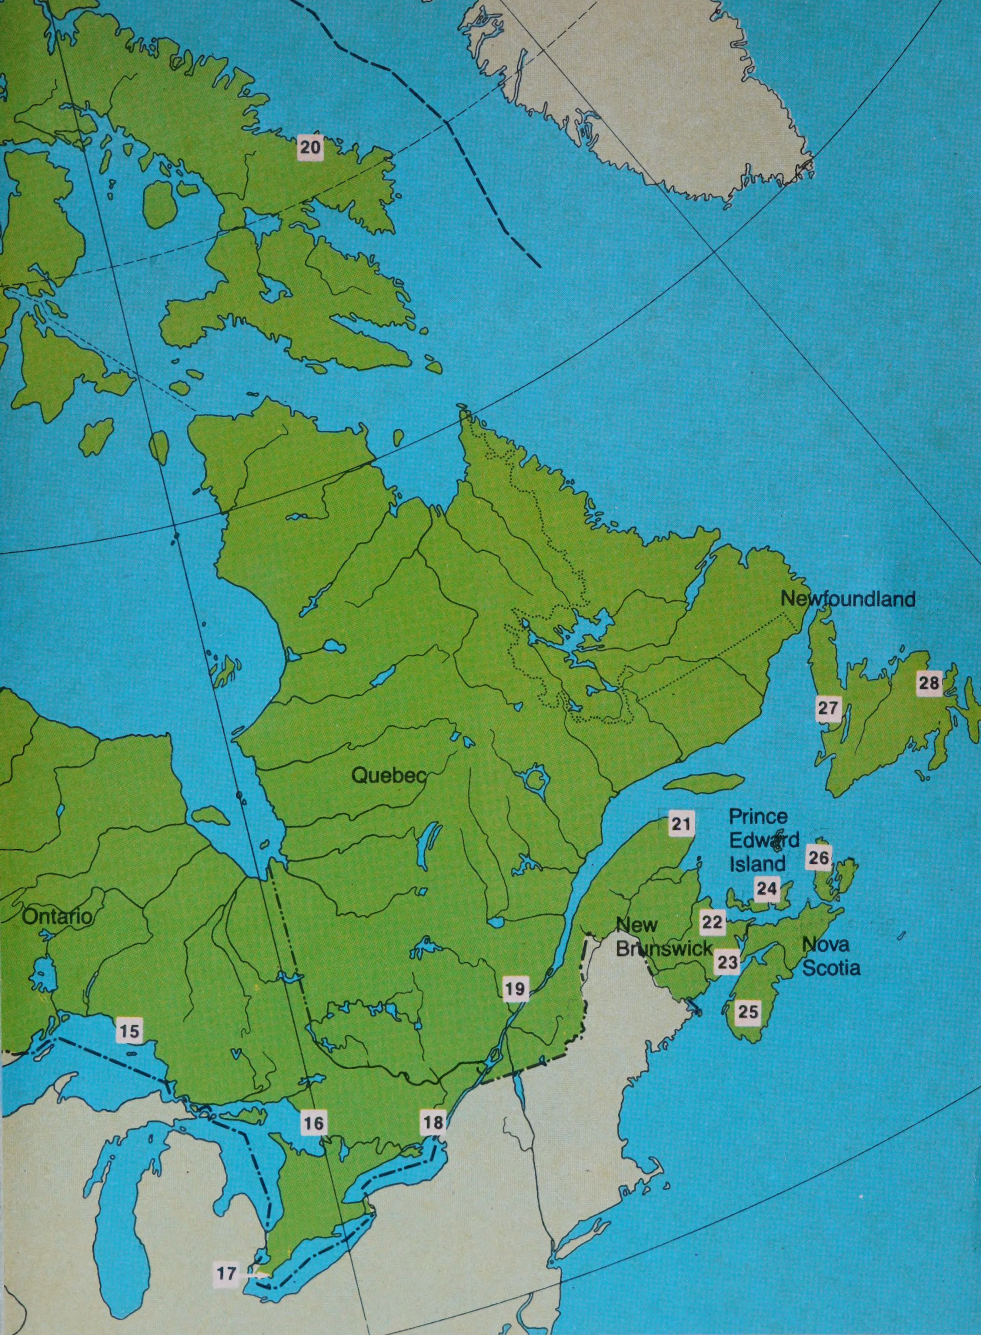 20
Newfoundland
28
27
Quebec
Prince
Edward
Island
21
26
24
Ontario
New
Brunswick
22
23
Nova
Scotia
19
25
15
16
18
17